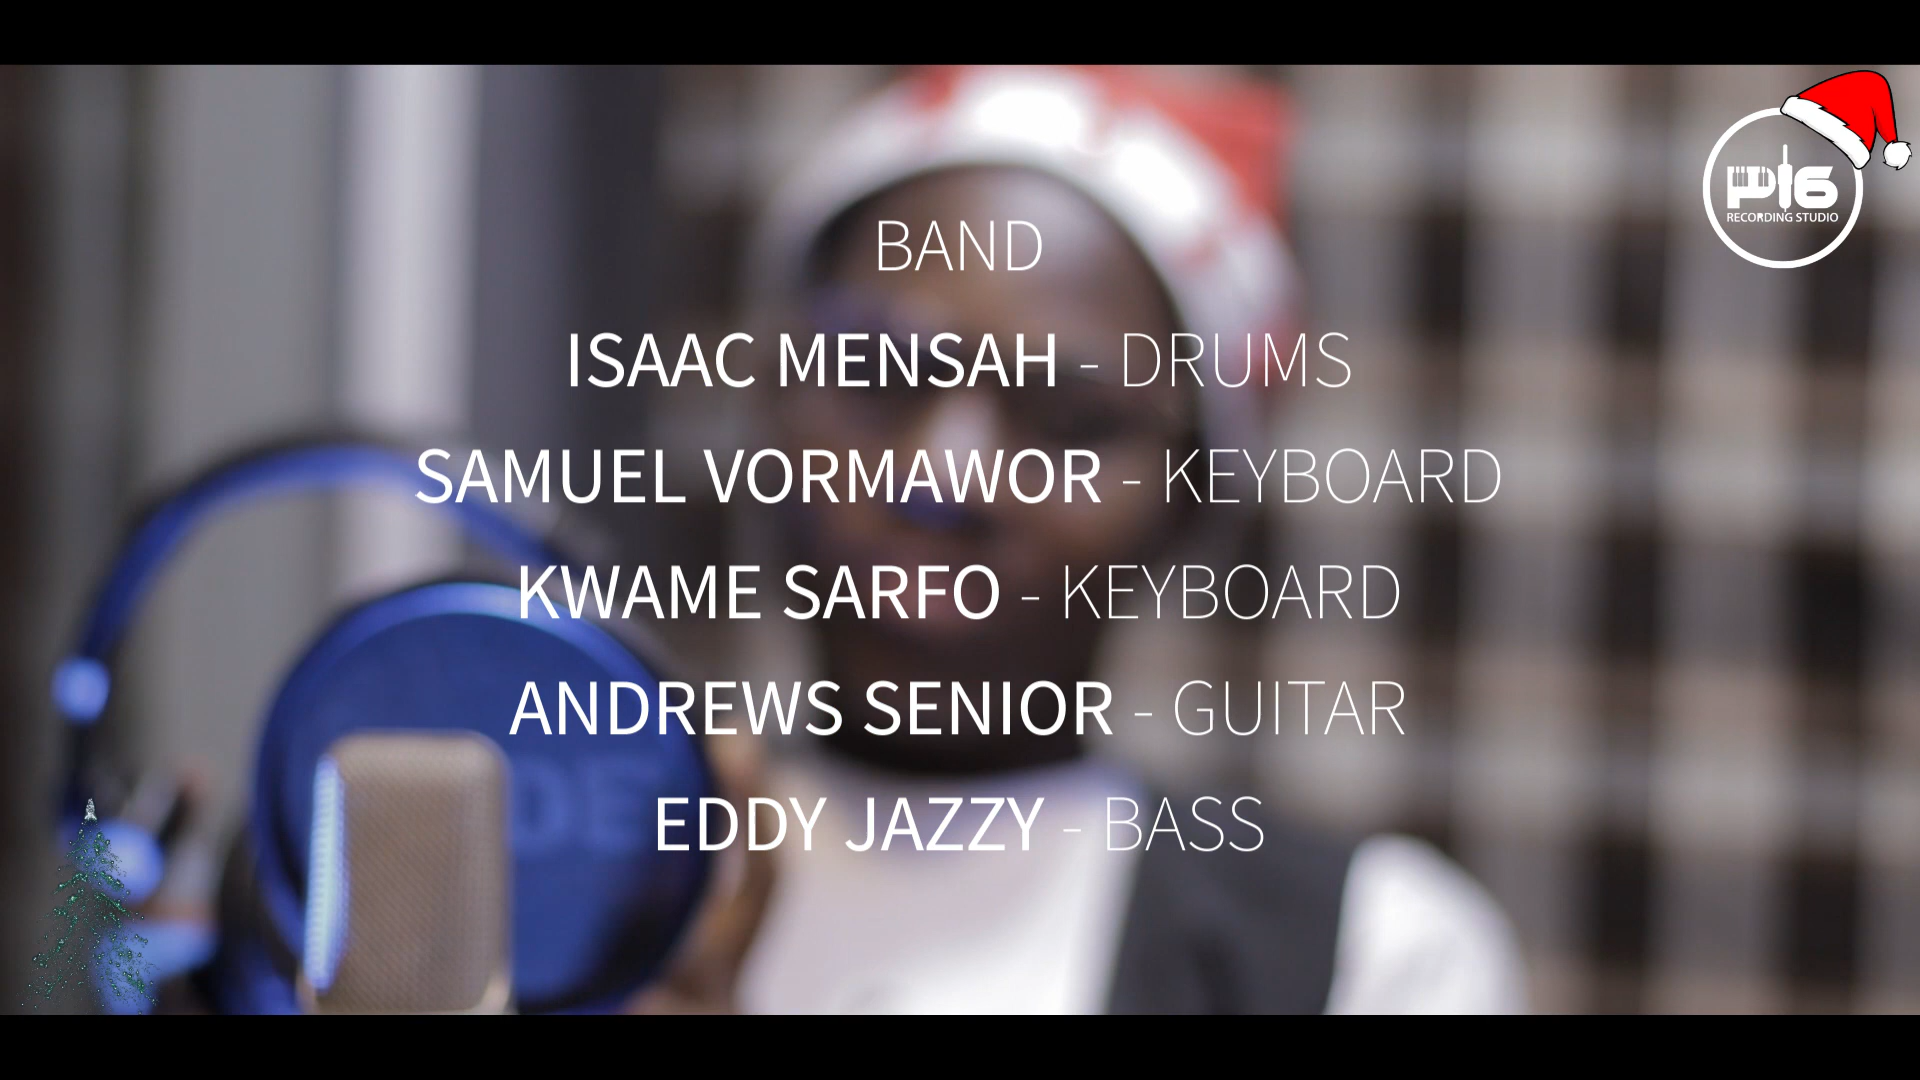 BAND
ISAAC MENSAH - DRUMS
SAMUEL VORMAWOR - KEYBOARD
KWAME SARFO - KEYBOARD
ANDREWS SENIOR - GUITAR
EDDY JAZZY - BASS
P16
RECORDING STUDIO